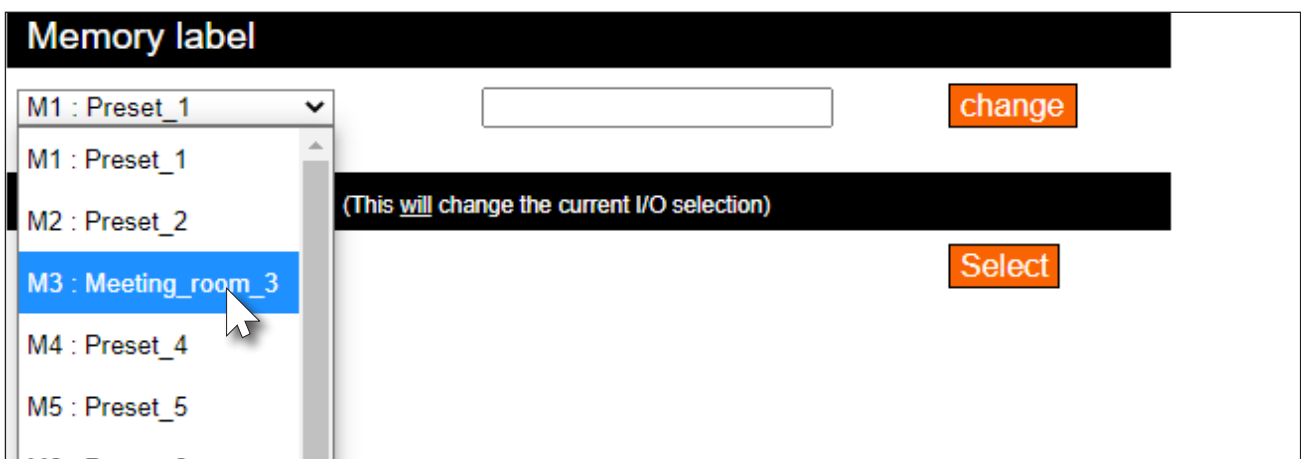 Memory label
M1 : Preset_1
change
M1 : Preset_1
M2 : Preset_2
(This will change the current I/O selection)
M3 : Meeting_room_3
Select
M4 : Preset_4
M5 : Preset_5